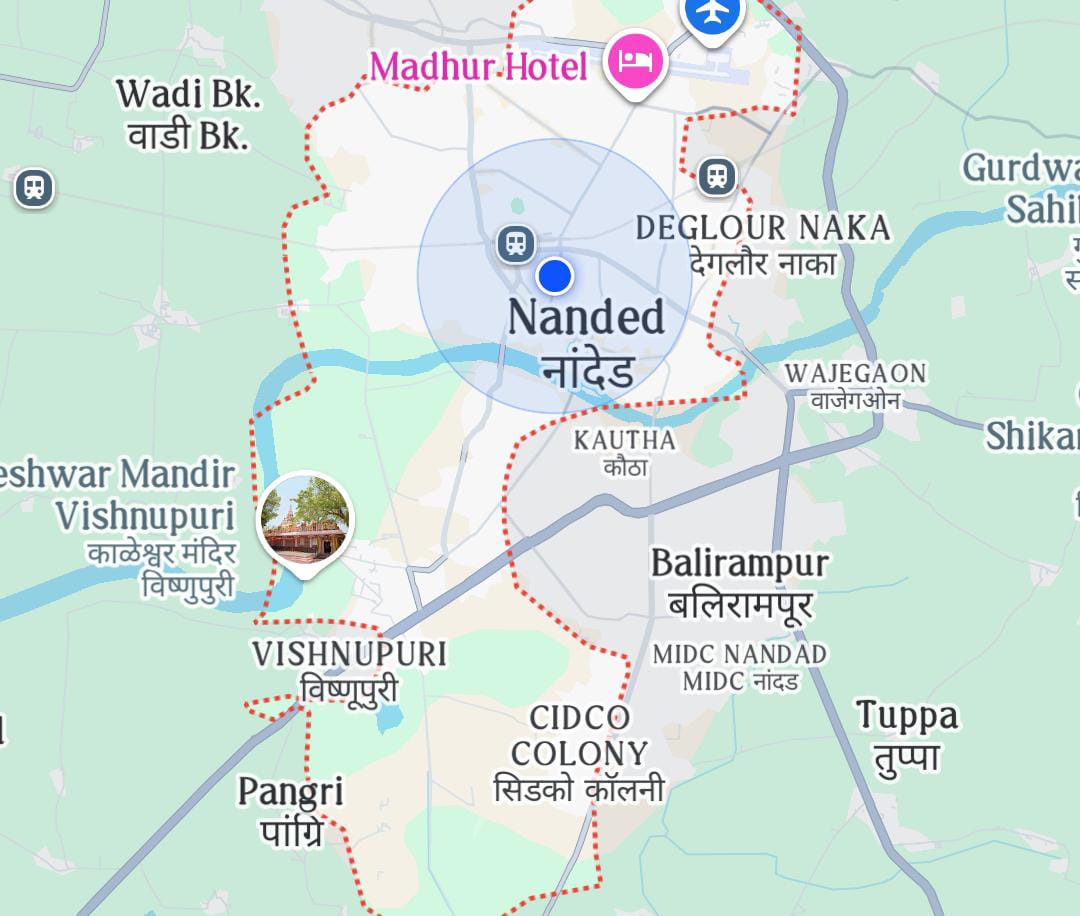 Madhur Hotel
Wadi Bk.
वाडी Bk.
Gurdwa
Sahi
DEGLOUR NAKA
देगलौर नाका
Nanded
नांदेड
WAJEGAON
वाजेगओन
KAUTHA
कौठा
Shikar
eshwar Mandir
Vishnupuri
काळेश्वर मंदिर
विष्णुपुरी
Balirampur
बलिरामपूर
VISHNUPURI
विष्णूपुरी
MIDC NANDAD
MIDC नांदड
CIDCO
COLONY
सिडको कॉलनी
Tuppa
तुप्पा
Pangri
पांग्रि